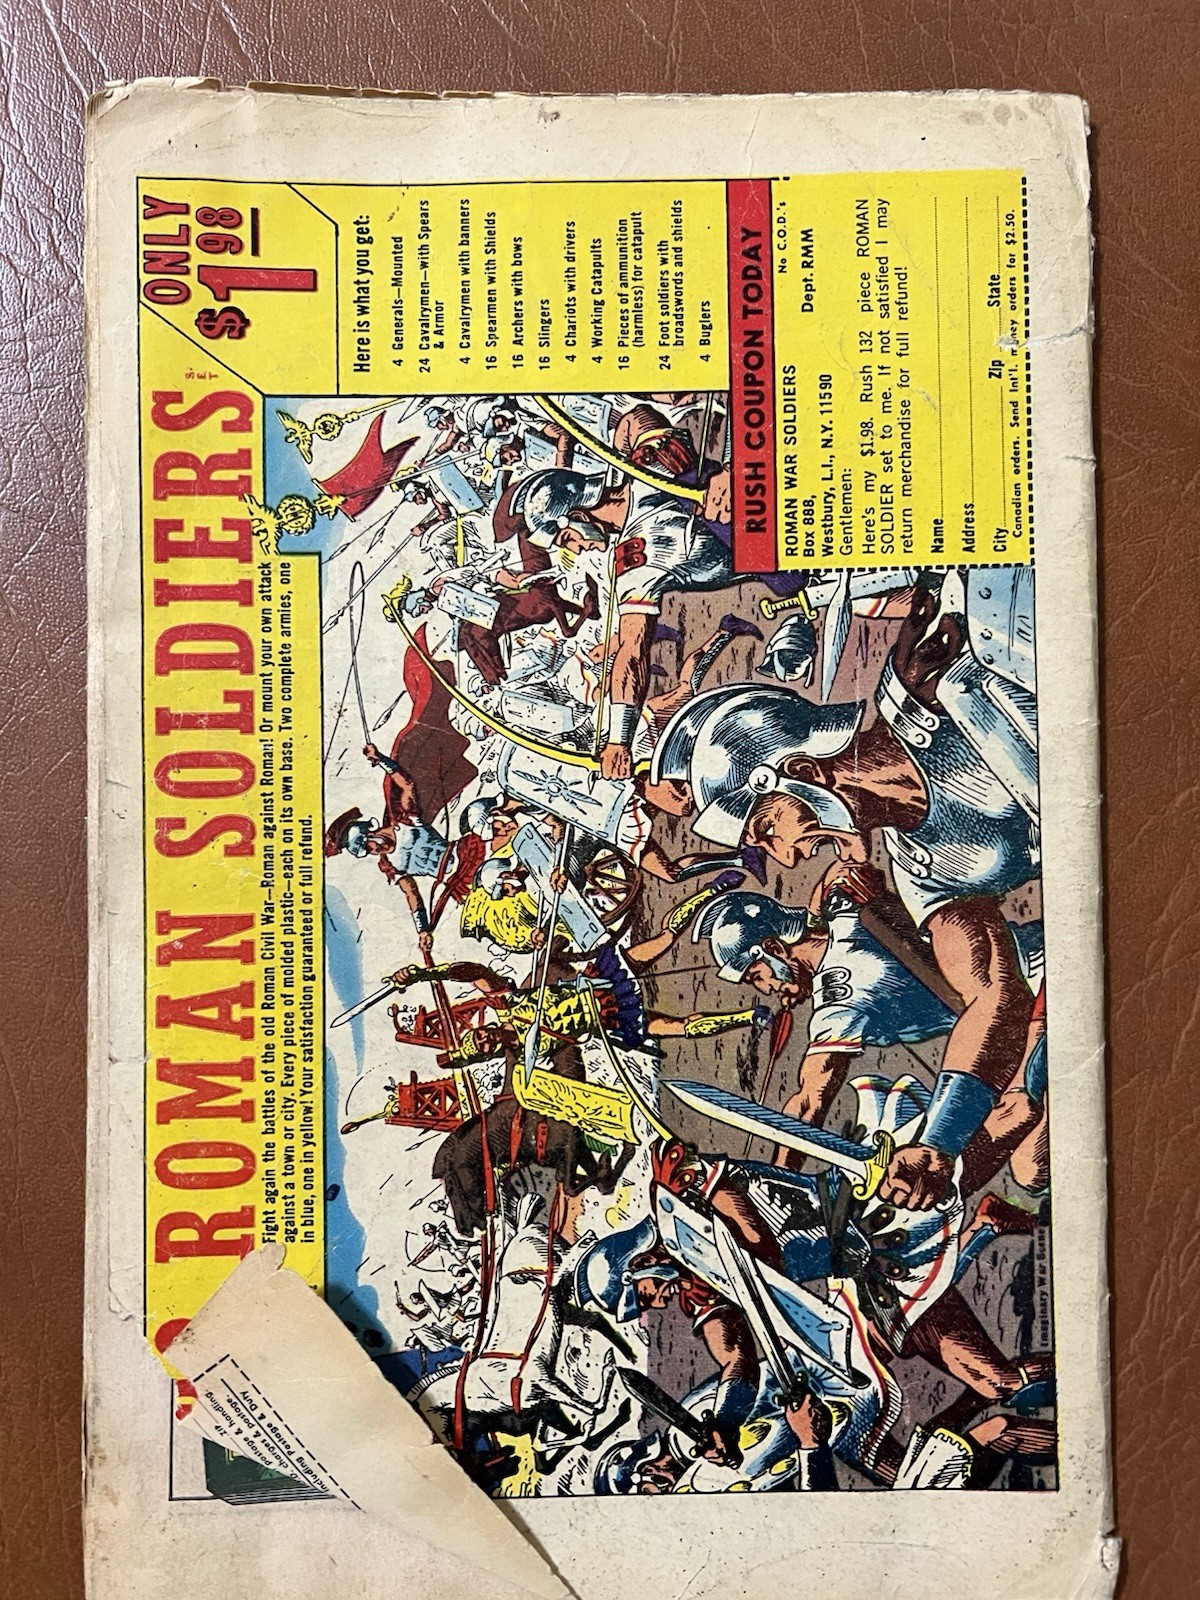 ROMAN SOLDIERS
SET
ONLY
$1.98
Fight again the battles of the old Roman Civil War—Roman against Roman! Or mount your own attack
against a town or city. Every piece of molded plastic—each on its own base. Two complete armies, one
in blue, one in yellow! Your satisfaction guaranteed or full refund.
Here is what you get:
4 Generals—Mounted
24 Cavalrymen—with Spears
& Armor
4 Cavalrymen with banners
16 Spearmen with Shields
16 Archers with bows
16 Slingers
4 Chariots with drivers
4 Working Catapults
16 Pieces of ammunition
(harmless) for catapult
24 Foot soldiers with
broadswords and shields
4 Buglers
RUSH COUPON TODAY
ROMAN WAR SOLDIERS No C.O.D.'s
Box 888, Dept. RMM
Westbury, L.I., N.Y. 11590
Gentlemen:
Here's my $1.98. Rush 132 piece ROMAN
SOLDIER set to me. If not satisfied I may
return merchandise for full refund!
Name
Address
City Zip State
Canadian orders. Send Int'l. money orders for $2.50.
Imaginary War Scene
ZIP
postage & handling.
charges & postage.
including Postage & Duty